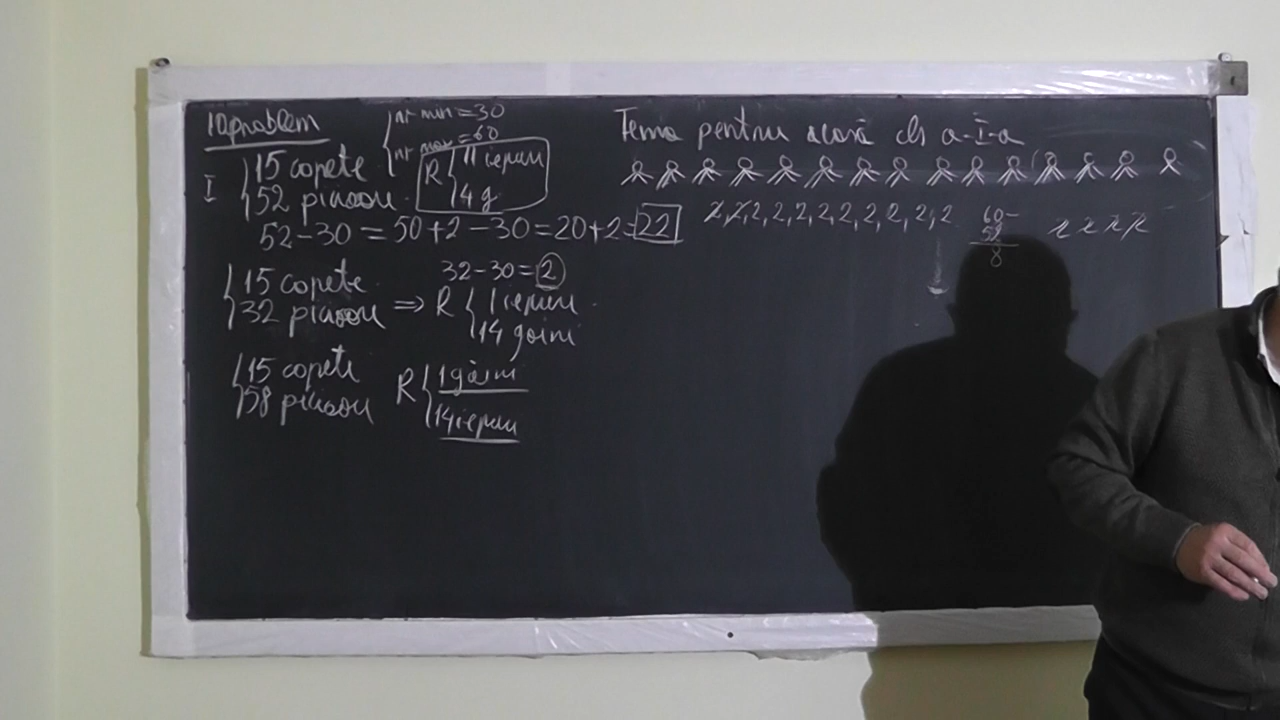 problem
nr min = 30
nr max = 60
I
15 capete
52 picioare
R
11 iepuri
4 g
52 - 30 = 50 + 2 - 30 = 20 + 2 = 22
15 capete
32 picioare => R
32 - 30 = 2
1 iepure
14 găini
15 capete
58 picioare
R
1 găini
14 iepuri
Tema pentru acasă cls a-I-a
2, 2, 2, 2, 2, 2, 2, 2, 2, 2, 2
60 -
52
8
2 2 2 2